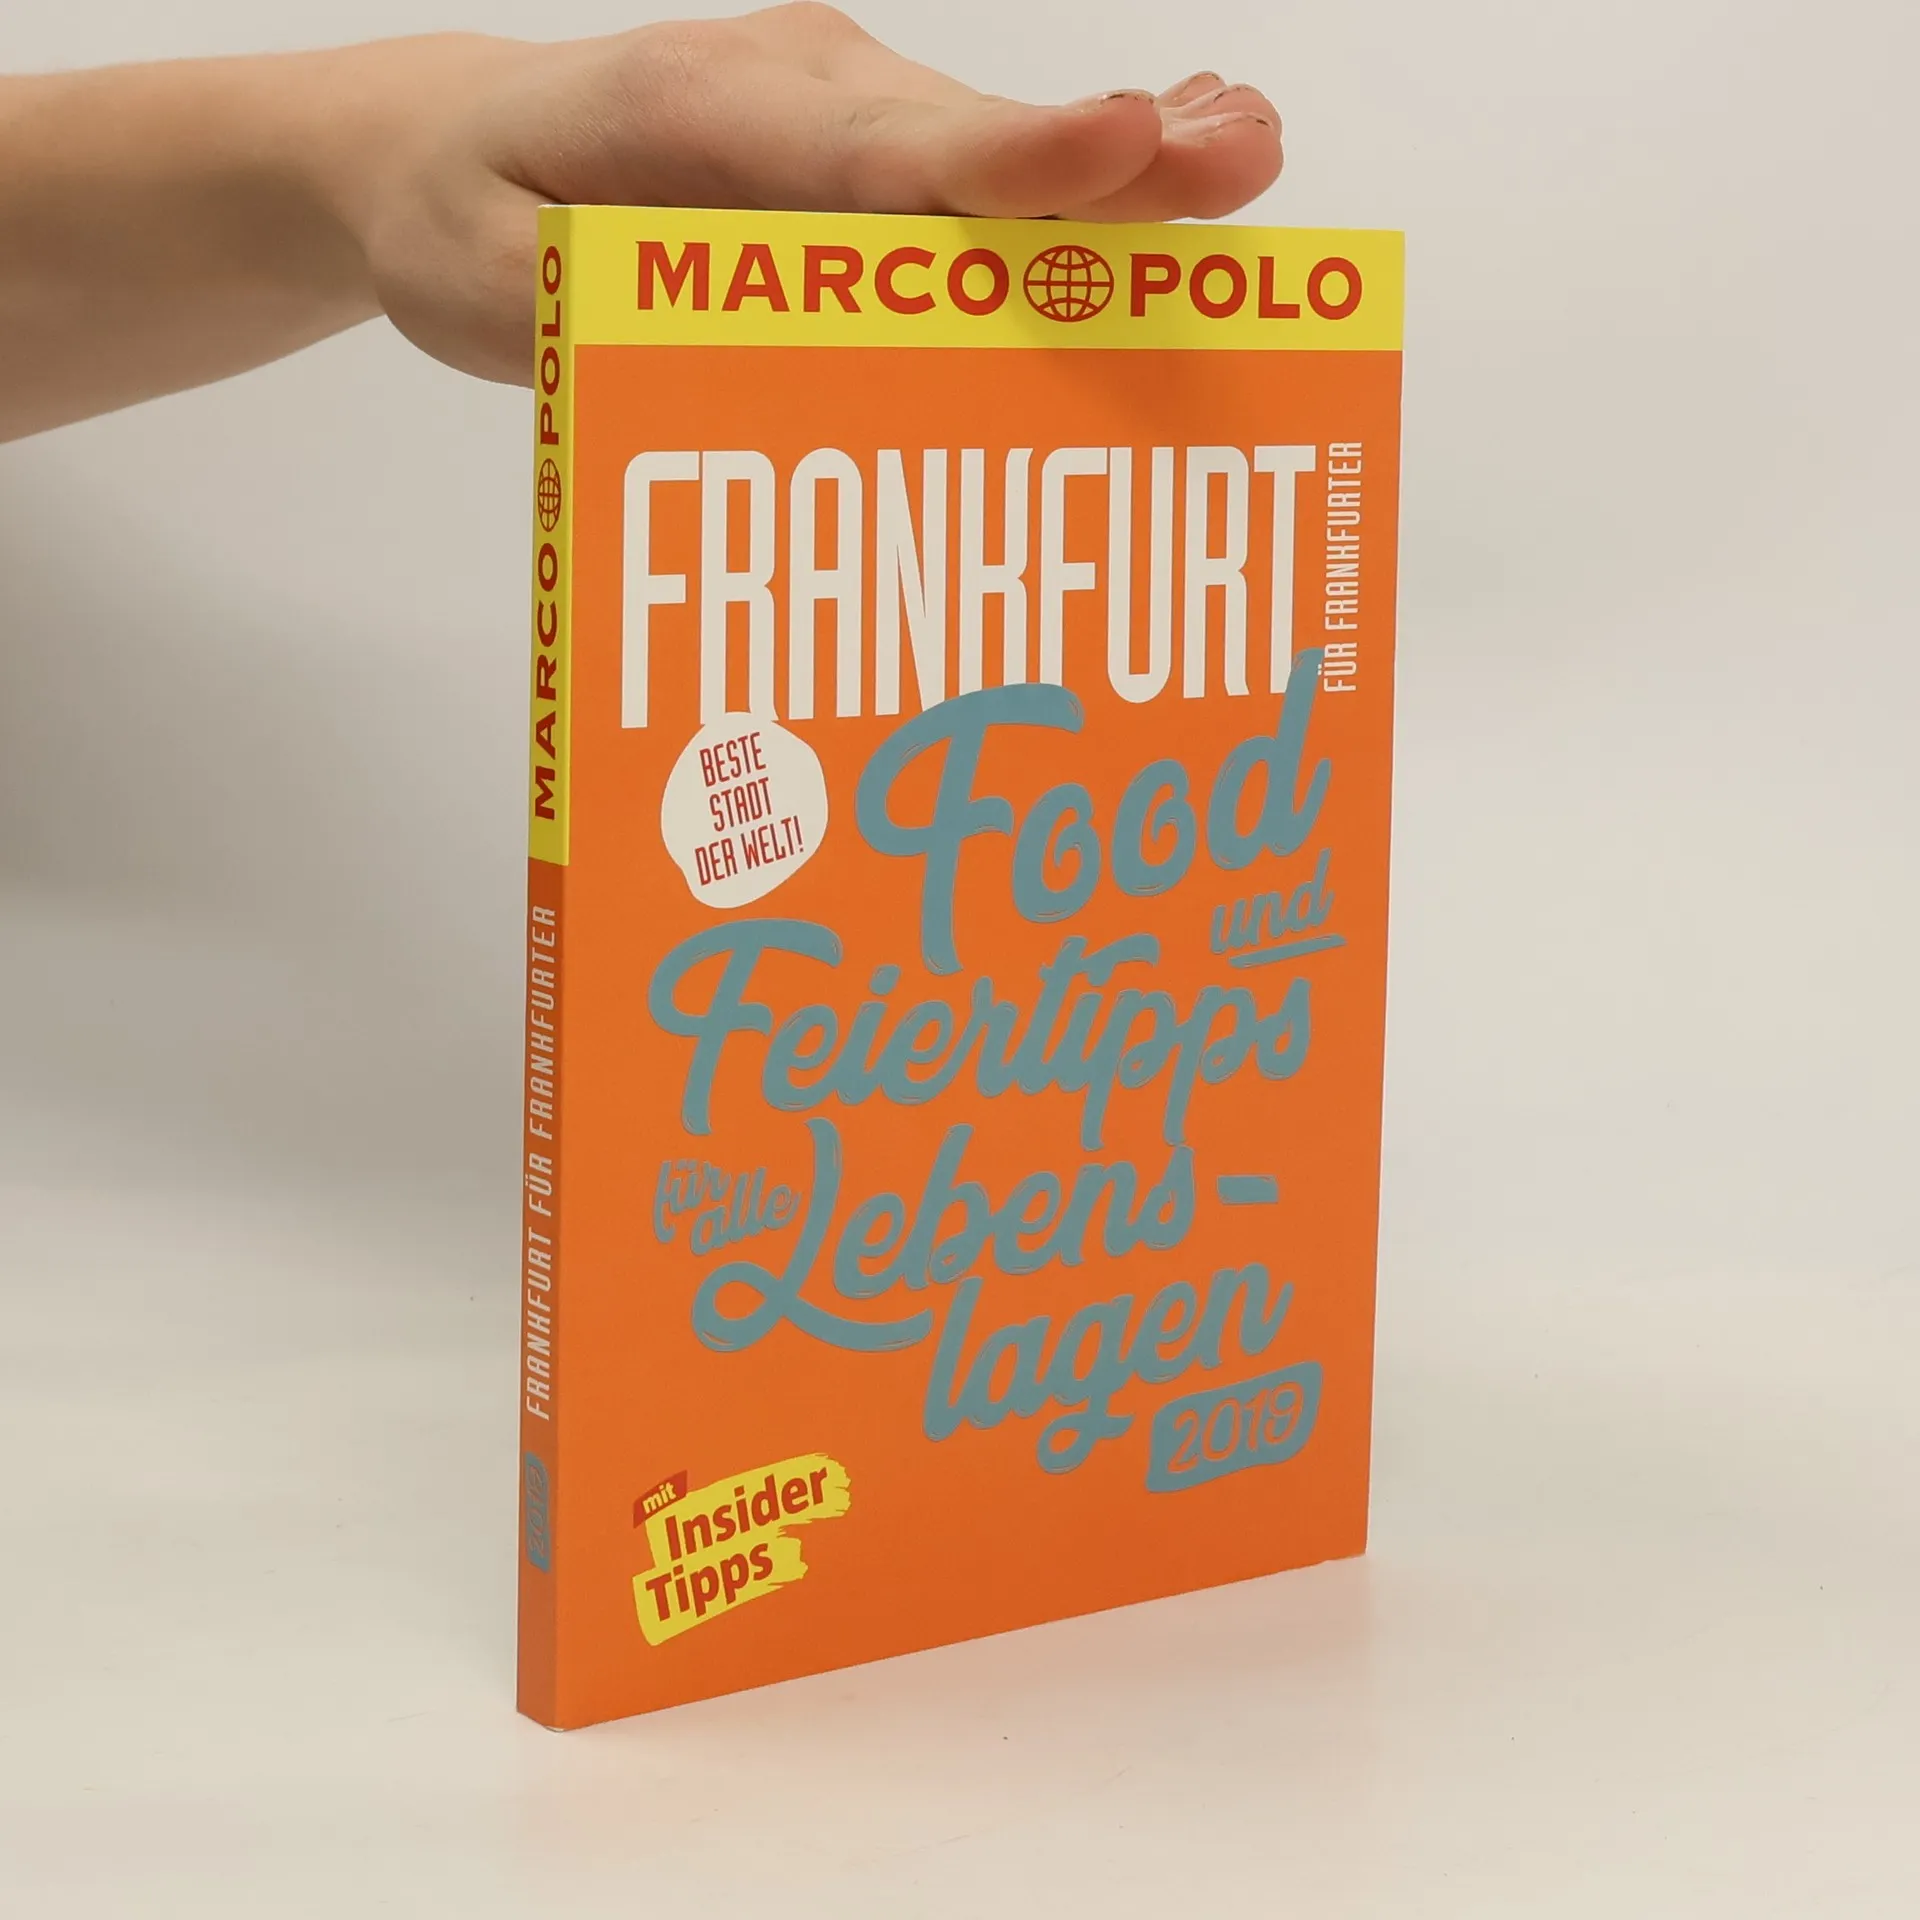 MARCO POLO
FRANKFURT
FÜR FRANKFURTER
BESTE
STADT
DER WELT!
Food
und
Feiertipps
für
alle
Lebens-
lagen
2019
mit
Insider
Tipps
MARCO POLO
FRANKFURT FÜR FRANKFURTER
2019